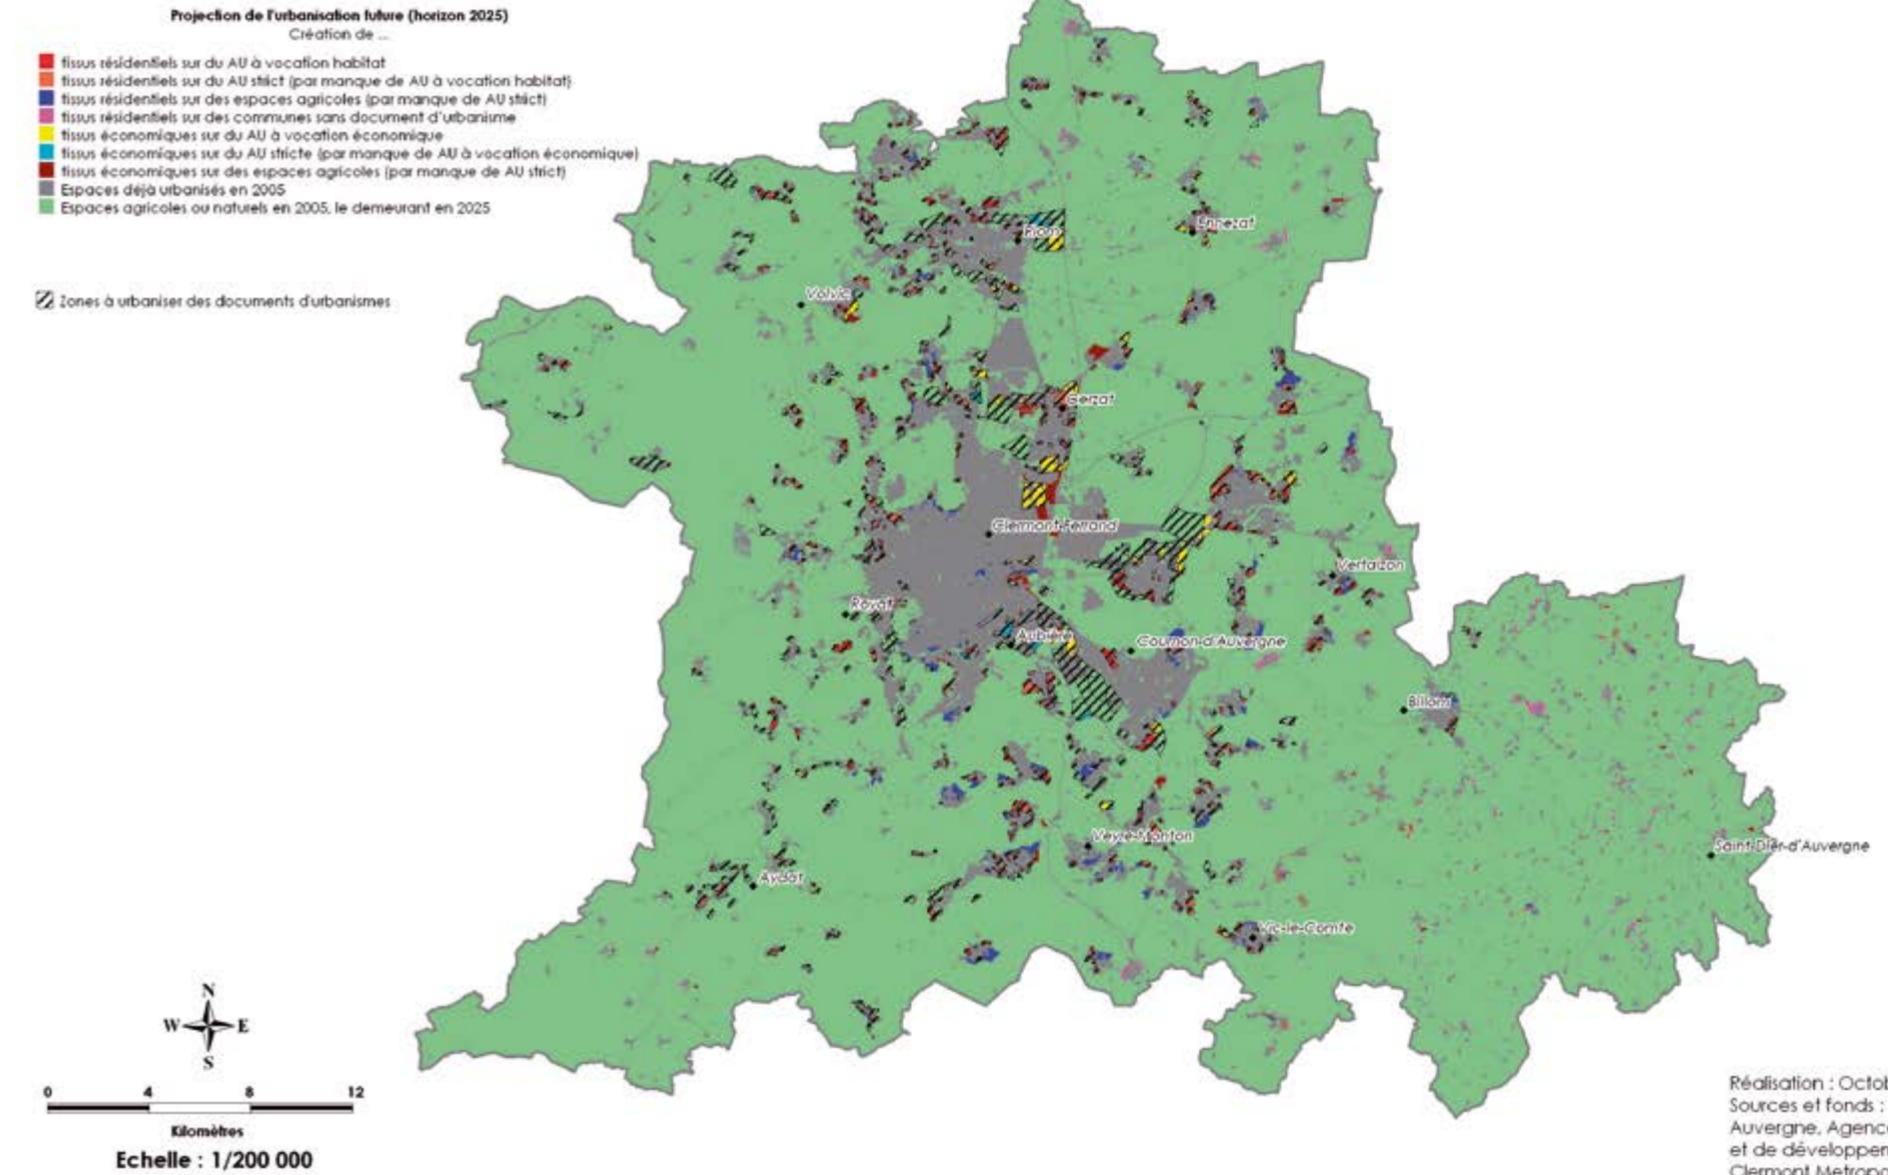 Projection de l'urbanisation future (horizon 2025)
Création de ...
tissus résidentiels sur du AU à vocation habitat
tissus résidentiels sur du AU strict (par manque de AU à vocation habitat)
tissus résidentiels sur des espaces agricoles (par manque de AU strict)
tissus résidentiels sur des communes sans document d'urbanisme
tissus économiques sur du AU à vocation économique
tissus économiques sur du AU stricte (par manque de AU à vocation économique)
tissus économiques sur des espaces agricoles (par manque de AU strict)
Espaces déjà urbanisés en 2005
Espaces agricoles ou naturels en 2005, le demeurant en 2025
Zones à urbaniser des documents d'urbanismes
Riom
Ennezat
Volvic
Gerzat
Clermont-Ferrand
Vertaizon
Royat
Aubière
Cournon-d'Auvergne
Billom
Veyre-Monton
Saint-Dier-d'Auvergne
Aydat
Vic-le-Comte
N
W E
S
0 4 8 12
Kilomètres
Echelle : 1/200 000
Réalisation : Octob
Sources et fonds :
Auvergne, Agence
et de développem
Clermont Metropo